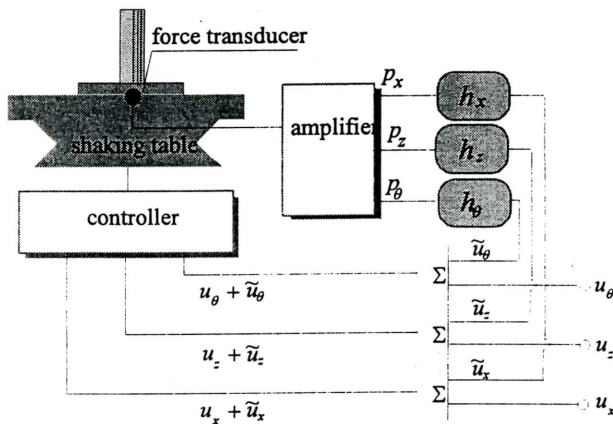 force transducer
shaking table
amplifier
p_x
p_z
p_θ
h_x
h_z
h_θ
controller
ũ_θ
Σ
u_θ + ũ_θ
u_θ
ũ_z
Σ
u_z + ũ_z
u_z
ũ_x
Σ
u_x + ũ_x
u_x